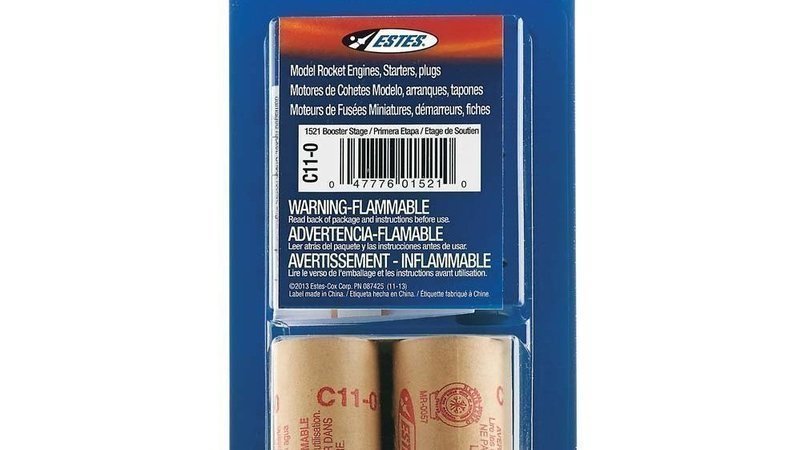 ESTES.
Model Rocket Engines, Starters, plugs
Motores de Cohetes Modelo, arranques, tapones
Moteurs de Fusées Miniatures, démarreurs, fiches
1521 Booster Stage / Primera Etapa / Etage de Soutien
C11-0
0 47776 01521 0
WARNING-FLAMMABLE
Read back of package and instructions before use.
ADVERTENCIA-FLAMABLE
Leer atrás del paquete y las instrucciones antes de usar.
AVERTISSEMENT - INFLAMMABLE
Lire le verso de l'emballage et les instructions avant utilisation.
©2013 Estes-Cox Corp. PN 087425 (11-13)
Label made in China. / Etiqueta hecha en China. / Étiquette fabriqué à Chine.
C11-0
ESTES
MR-0057